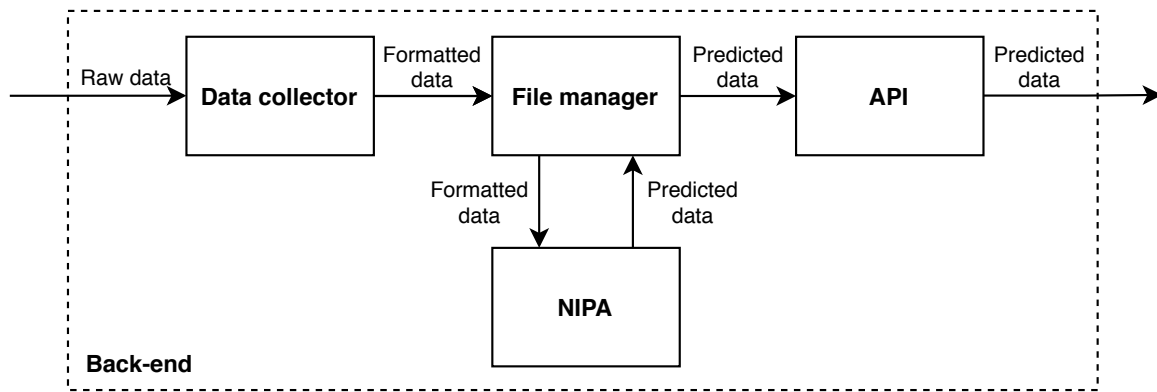 Raw data
Data collector
Formatted
data
File manager
Predicted
data
API
Predicted
data
Formatted
data
Predicted
data
NIPA
Back-end